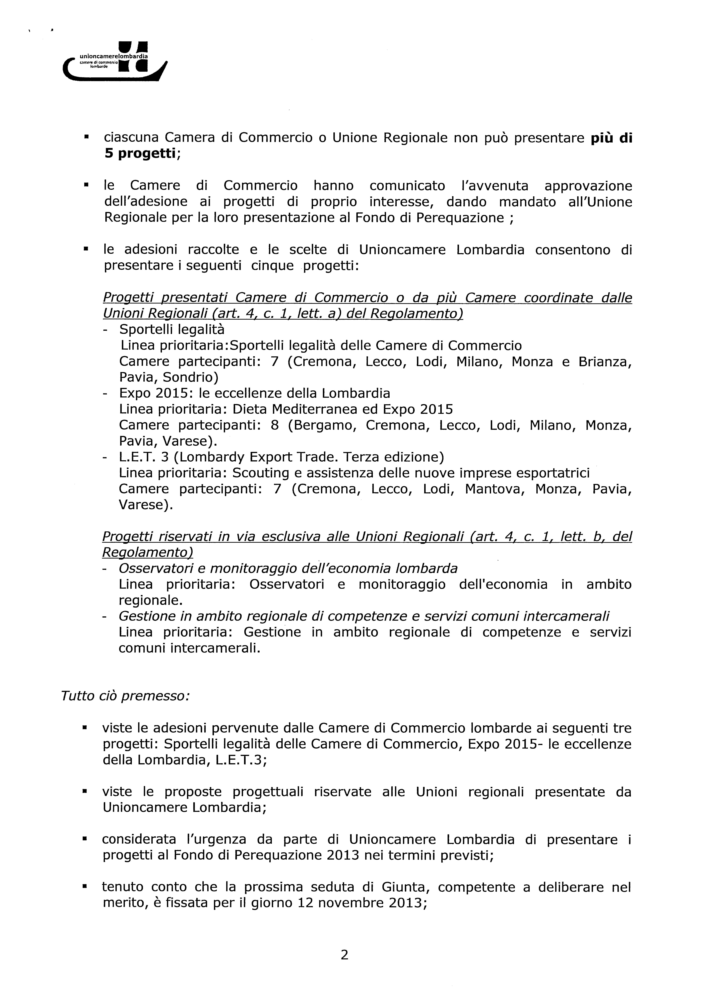 unioncamerelombardia
camere di commercio
lombarde
▪ ciascuna Camera di Commercio o Unione Regionale non può presentare più di
5 progetti;
▪ le Camere di Commercio hanno comunicato l'avvenuta approvazione
dell'adesione ai progetti di proprio interesse, dando mandato all'Unione
Regionale per la loro presentazione al Fondo di Perequazione ;
▪ le adesioni raccolte e le scelte di Unioncamere Lombardia consentono di
presentare i seguenti cinque progetti:
Progetti presentati Camere di Commercio o da più Camere coordinate dalle
Unioni Regionali (art. 4, c. 1, lett. a) del Regolamento)
- Sportelli legalità
Linea prioritaria:Sportelli legalità delle Camere di Commercio
Camere partecipanti: 7 (Cremona, Lecco, Lodi, Milano, Monza e Brianza,
Pavia, Sondrio)
- Expo 2015: le eccellenze della Lombardia
Linea prioritaria: Dieta Mediterranea ed Expo 2015
Camere partecipanti: 8 (Bergamo, Cremona, Lecco, Lodi, Milano, Monza,
Pavia, Varese).
- L.E.T. 3 (Lombardy Export Trade. Terza edizione)
Linea prioritaria: Scouting e assistenza delle nuove imprese esportatrici
Camere partecipanti: 7 (Cremona, Lecco, Lodi, Mantova, Monza, Pavia,
Varese).
Progetti riservati in via esclusiva alle Unioni Regionali (art. 4, c. 1, lett. b, del
Regolamento)
- Osservatori e monitoraggio dell'economia lombarda
Linea prioritaria: Osservatori e monitoraggio dell'economia in ambito
regionale.
- Gestione in ambito regionale di competenze e servizi comuni intercamerali
Linea prioritaria: Gestione in ambito regionale di competenze e servizi
comuni intercamerali.
Tutto ciò premesso:
▪ viste le adesioni pervenute dalle Camere di Commercio lombarde ai seguenti tre
progetti: Sportelli legalità delle Camere di Commercio, Expo 2015- le eccellenze
della Lombardia, L.E.T.3;
▪ viste le proposte progettuali riservate alle Unioni regionali presentate da
Unioncamere Lombardia;
▪ considerata l'urgenza da parte di Unioncamere Lombardia di presentare i
progetti al Fondo di Perequazione 2013 nei termini previsti;
▪ tenuto conto che la prossima seduta di Giunta, competente a deliberare nel
merito, è fissata per il giorno 12 novembre 2013;
2